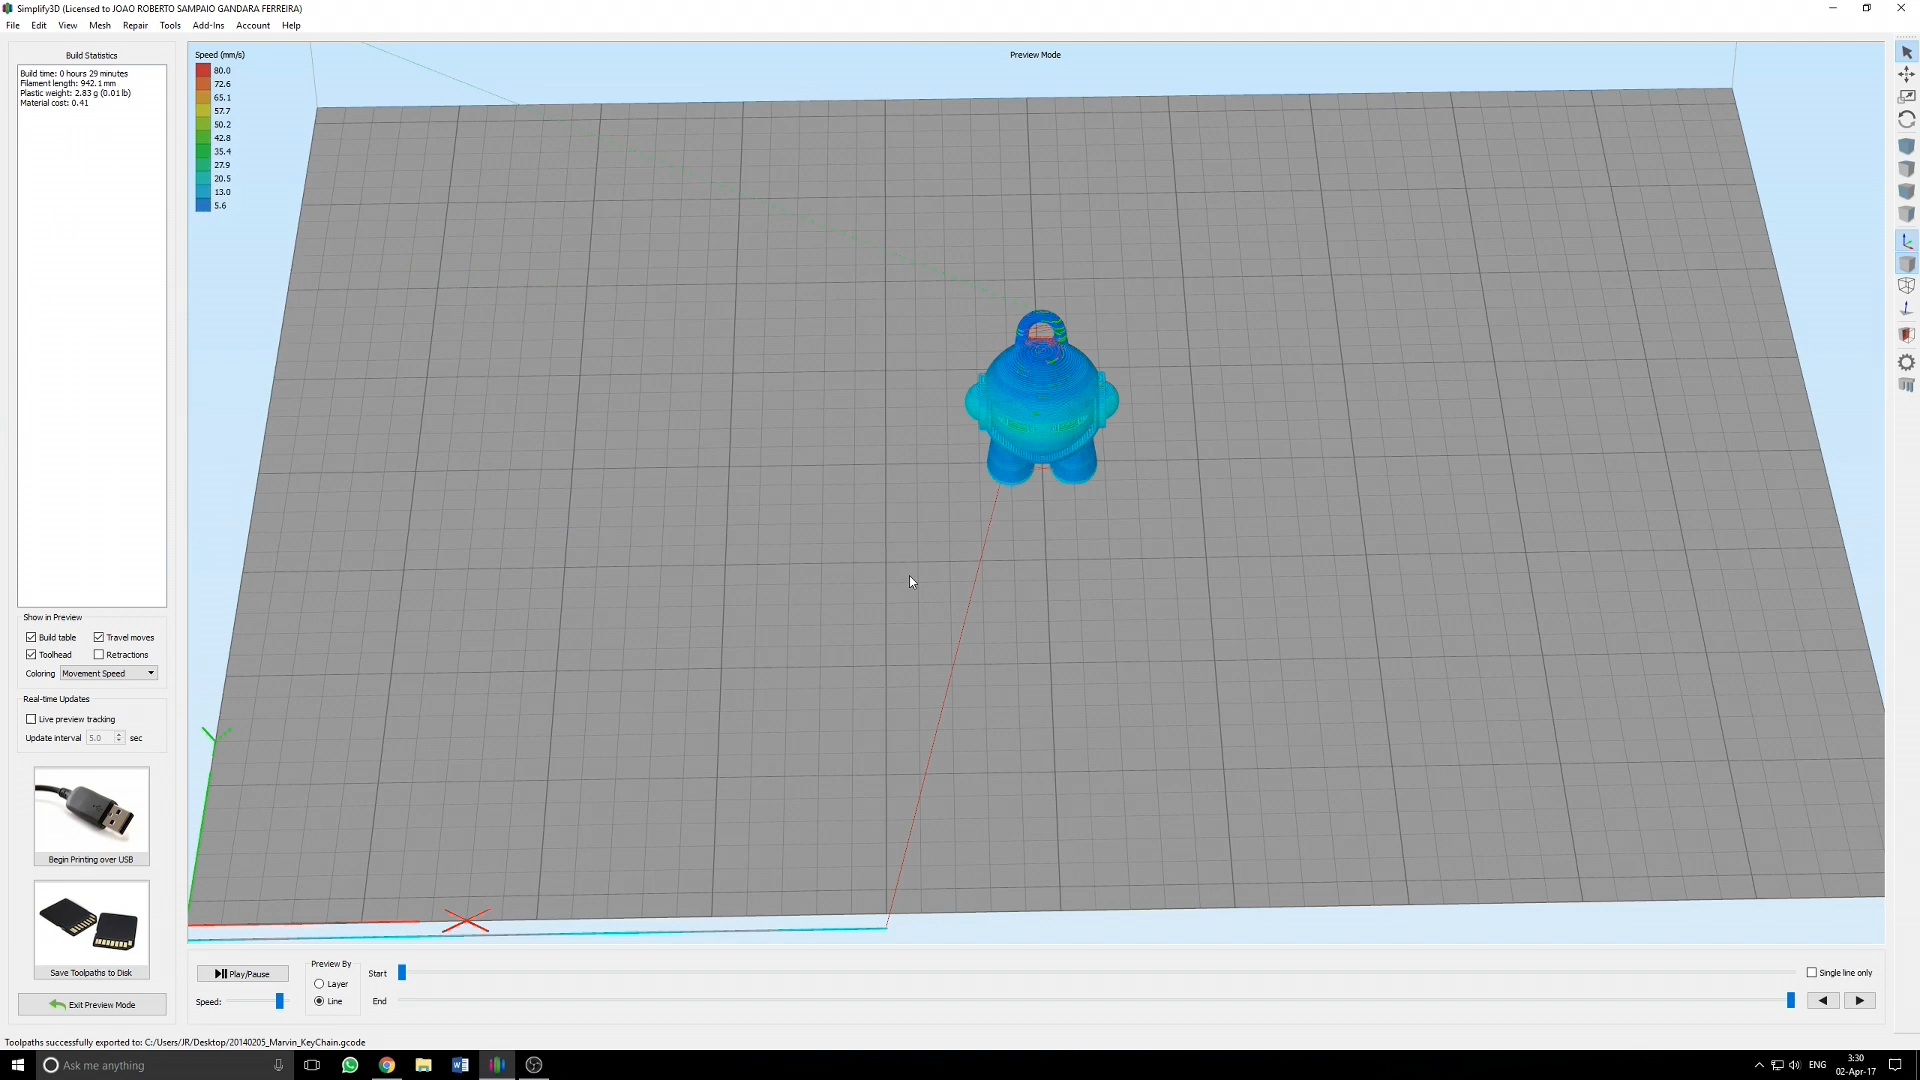 Simplify3D (Licensed to JOAO ROBERTO SAMPAIO GANDARA FERREIRA)
File Edit View Mesh Repair Tools Add-Ins Account Help
Build Statistics
Build time: 0 hours 29 minutes
Filament length: 942.1 mm
Plastic weight: 2.83 g (0.01 lb)
Material cost: 0.41
Speed (mm/s)
80.0
72.6
65.1
57.7
50.2
42.8
35.4
27.9
20.5
13.0
5.6
Preview Mode
Show in Preview
Build table Travel moves
Toolhead Retractions
Coloring Movement Speed
Real-time Updates
Live preview tracking
Update interval 5.0 sec
Begin Printing over USB
Save Toolpaths to Disk
Exit Preview Mode
Play/Pause
Speed:
Preview By
Layer
Line
Start
End
Single line only
Toolpaths successfully exported to: C:/Users/JR/Desktop/20140205_Marvin_KeyChain.gcode
Ask me anything
ENG
3:30
02-Apr-17